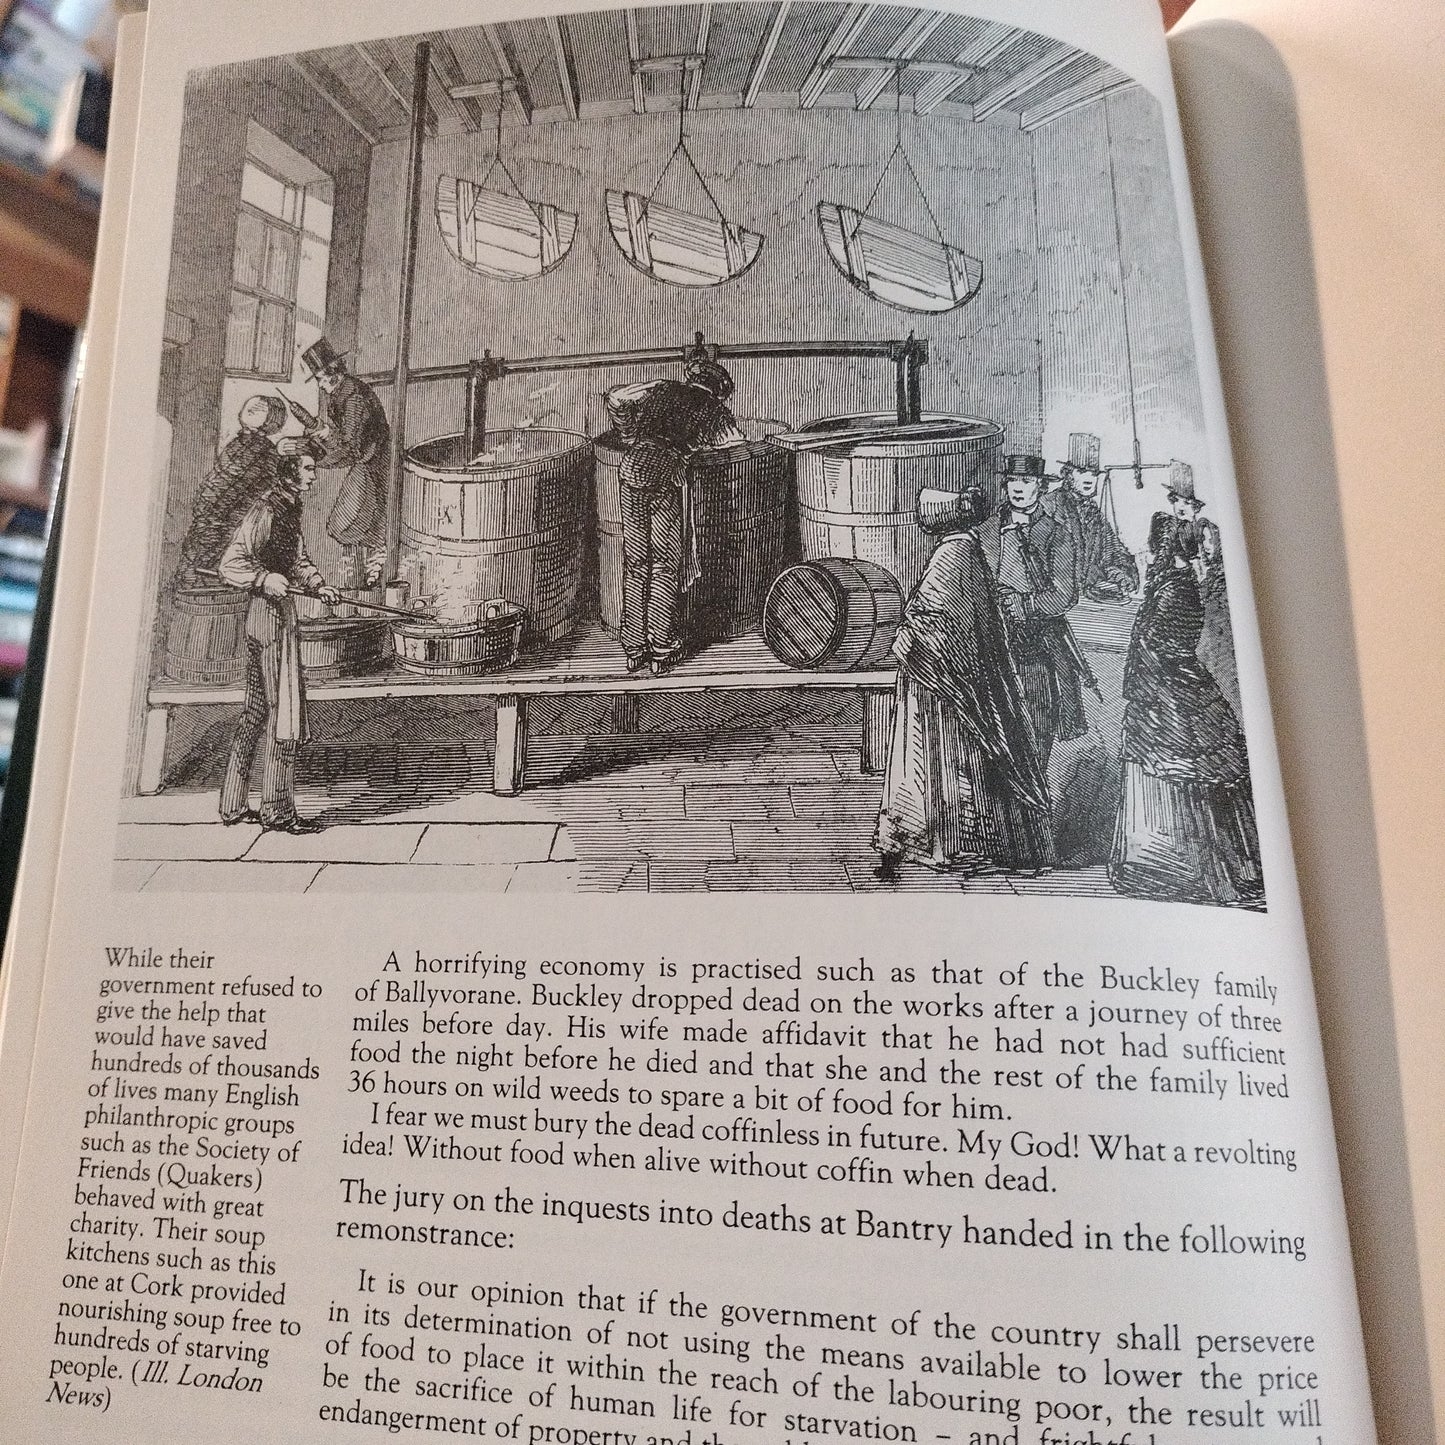 While their
government refused to
give the help that
would have saved
hundreds of thousands
of lives many English
philanthropic groups
such as the Society of
Friends (Quakers)
behaved with great
charity. Their soup
kitchens such as this
one at Cork provided
nourishing soup free to
hundreds of starving
people. (Ill. London
News)
A horrifying economy is practised such as that of the Buckley family
of Ballyvorane. Buckley dropped dead on the works after a journey of three
miles before day. His wife made affidavit that he had not had sufficient
food the night before he died and that she and the rest of the family lived
36 hours on wild weeds to spare a bit of food for him.
I fear we must bury the dead coffinless in future. My God! What a revolting
idea! Without food when alive without coffin when dead.
The jury on the inquests into deaths at Bantry handed in the following
remonstrance:
It is our opinion that if the government of the country shall persevere
in its determination of not using the means available to lower the price
of food to place it within the reach of the labouring poor, the result will
be the sacrifice of human life for starvation – and
endangerment of property and